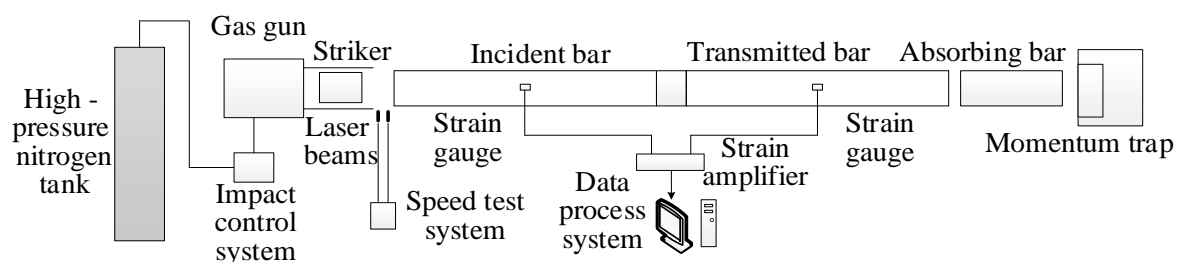 Gas gun
Striker
Incident bar
Transmitted bar
Absorbing bar
High -
pressure
nitrogen
tank
Laser
beams
Strain
gauge
Strain
gauge
Momentum trap
Impact
control
system
Speed test
system
Strain
amplifier
Data
process
system